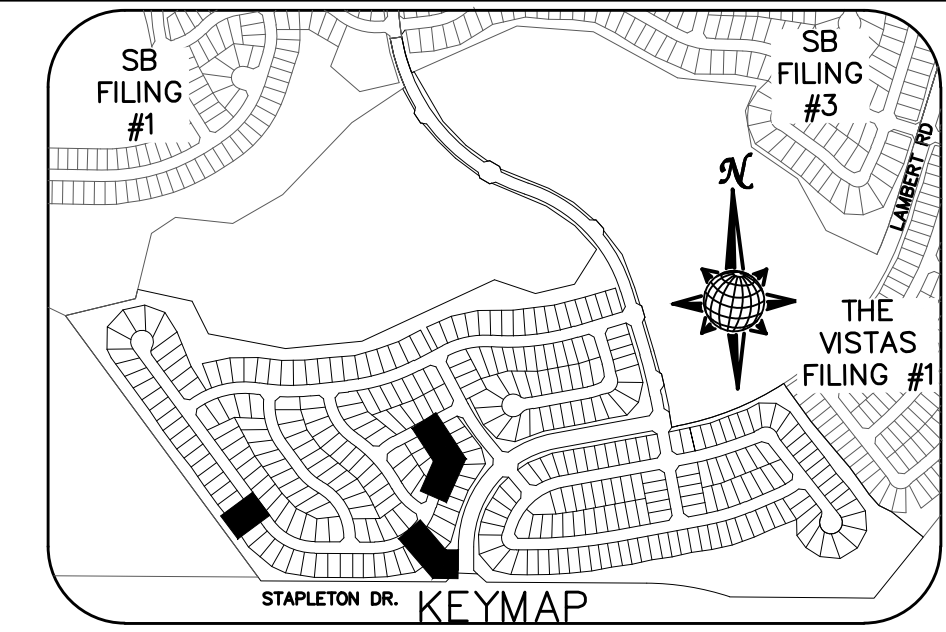 SB
FILING
#1
SB
FILING
#3
LAMBERT RD
N
THE
VISTAS
FILING #1
STAPLETON DR.
KEYMAP